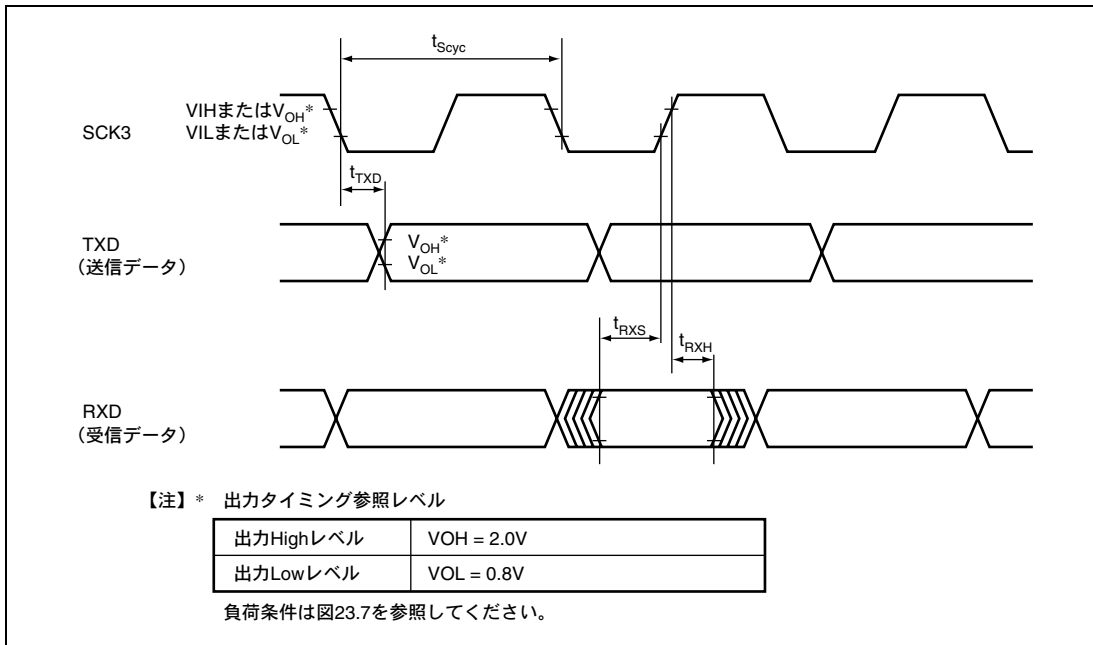 tScyc
VIHまたはVOH*
SCK3
VILまたはVOL*
tTXD
TXD
(送信データ)
VOH*
VOL*
tRXS
tRXH
RXD
(受信データ)
【注】* 出力タイミング参照レベル
出力Highレベル VOH = 2.0V
出力Lowレベル VOL = 0.8V
負荷条件は図23.7を参照してください。